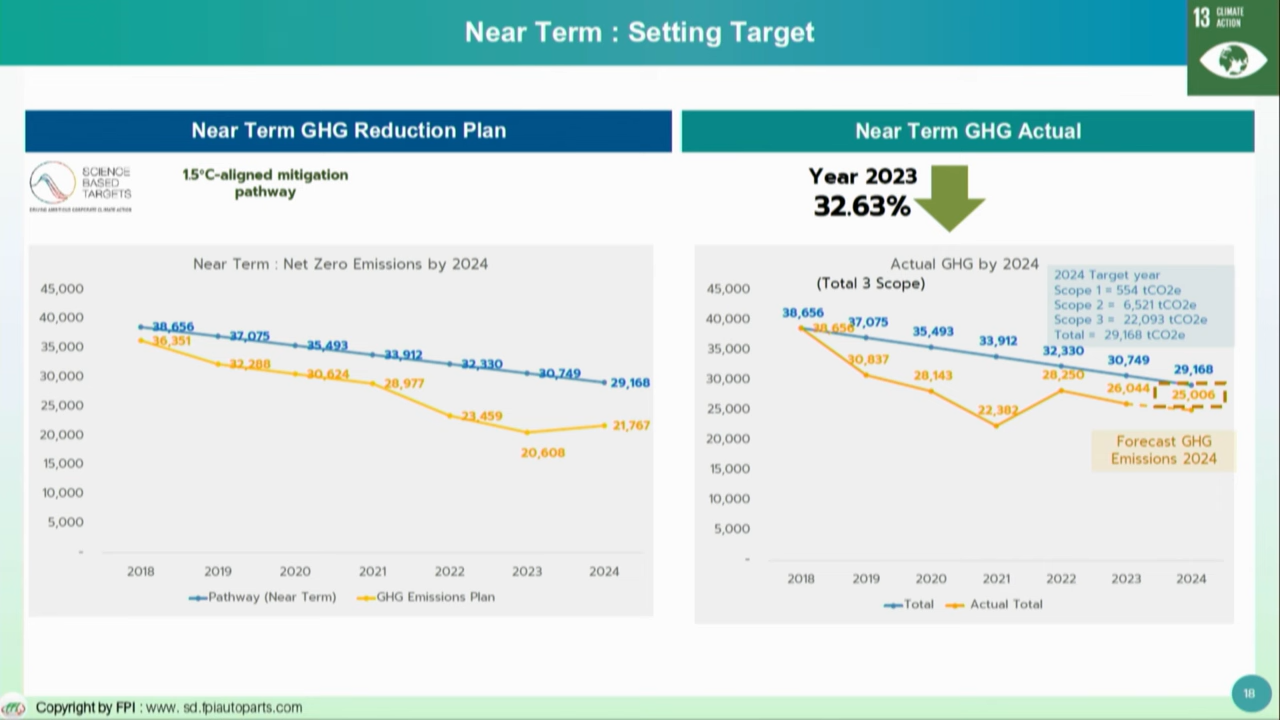 Near Term : Setting Target
13 CLIMATE
ACTION
Near Term GHG Reduction Plan
SCIENCE
BASED
TARGETS
1.5°C-aligned mitigation
pathway
Near Term : Net Zero Emissions by 2024
45,000
40,000
35,000
30,000
25,000
20,000
15,000
10,000
5,000
-
38,656
37,075
35,493
33,912
32,330
30,749
29,168
36,351
32,288
30,624
28,977
23,459
20,608
21,767
2018 2019 2020 2021 2022 2023 2024
Pathway (Near Term) GHG Emissions Plan
Near Term GHG Actual
Year 2023
32.63%
Actual GHG by 2024
(Total 3 Scope)
2024 Target year
Scope 1 = 554 tCO2e
Scope 2 = 6,521 tCO2e
Scope 3 = 22,093 tCO2e
Total = 29,168 tCO2e
45,000
40,000
35,000
30,000
25,000
20,000
15,000
10,000
5,000
-
38,656
37,075
35,493
33,912
32,330
30,749
29,168
38,656
30,837
28,143
22,382
28,250
26,044
25,006
Forecast GHG
Emissions 2024
2018 2019 2020 2021 2022 2023 2024
Total Actual Total
Copyright by FPI : www. sd.fpiautoparts.com
18